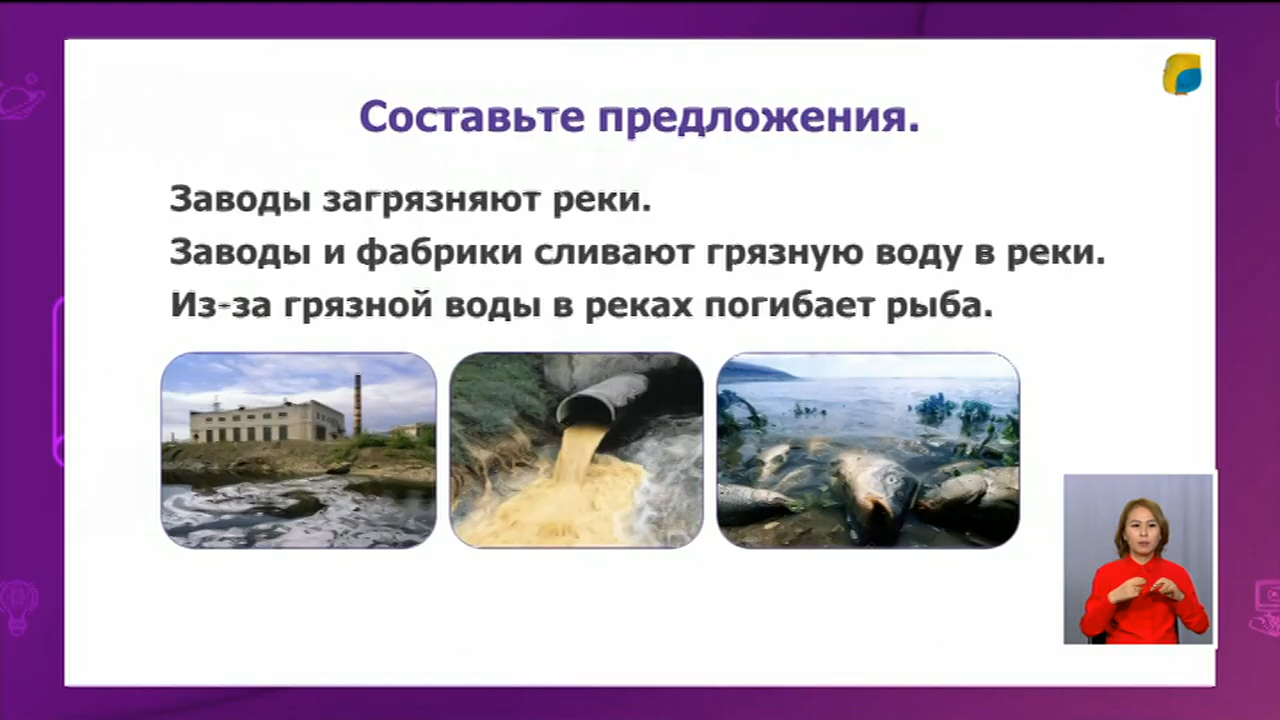 Составьте предложения.
Заводы загрязняют реки.
Заводы и фабрики сливают грязную воду в реки.
Из-за грязной воды в реках погибает рыба.